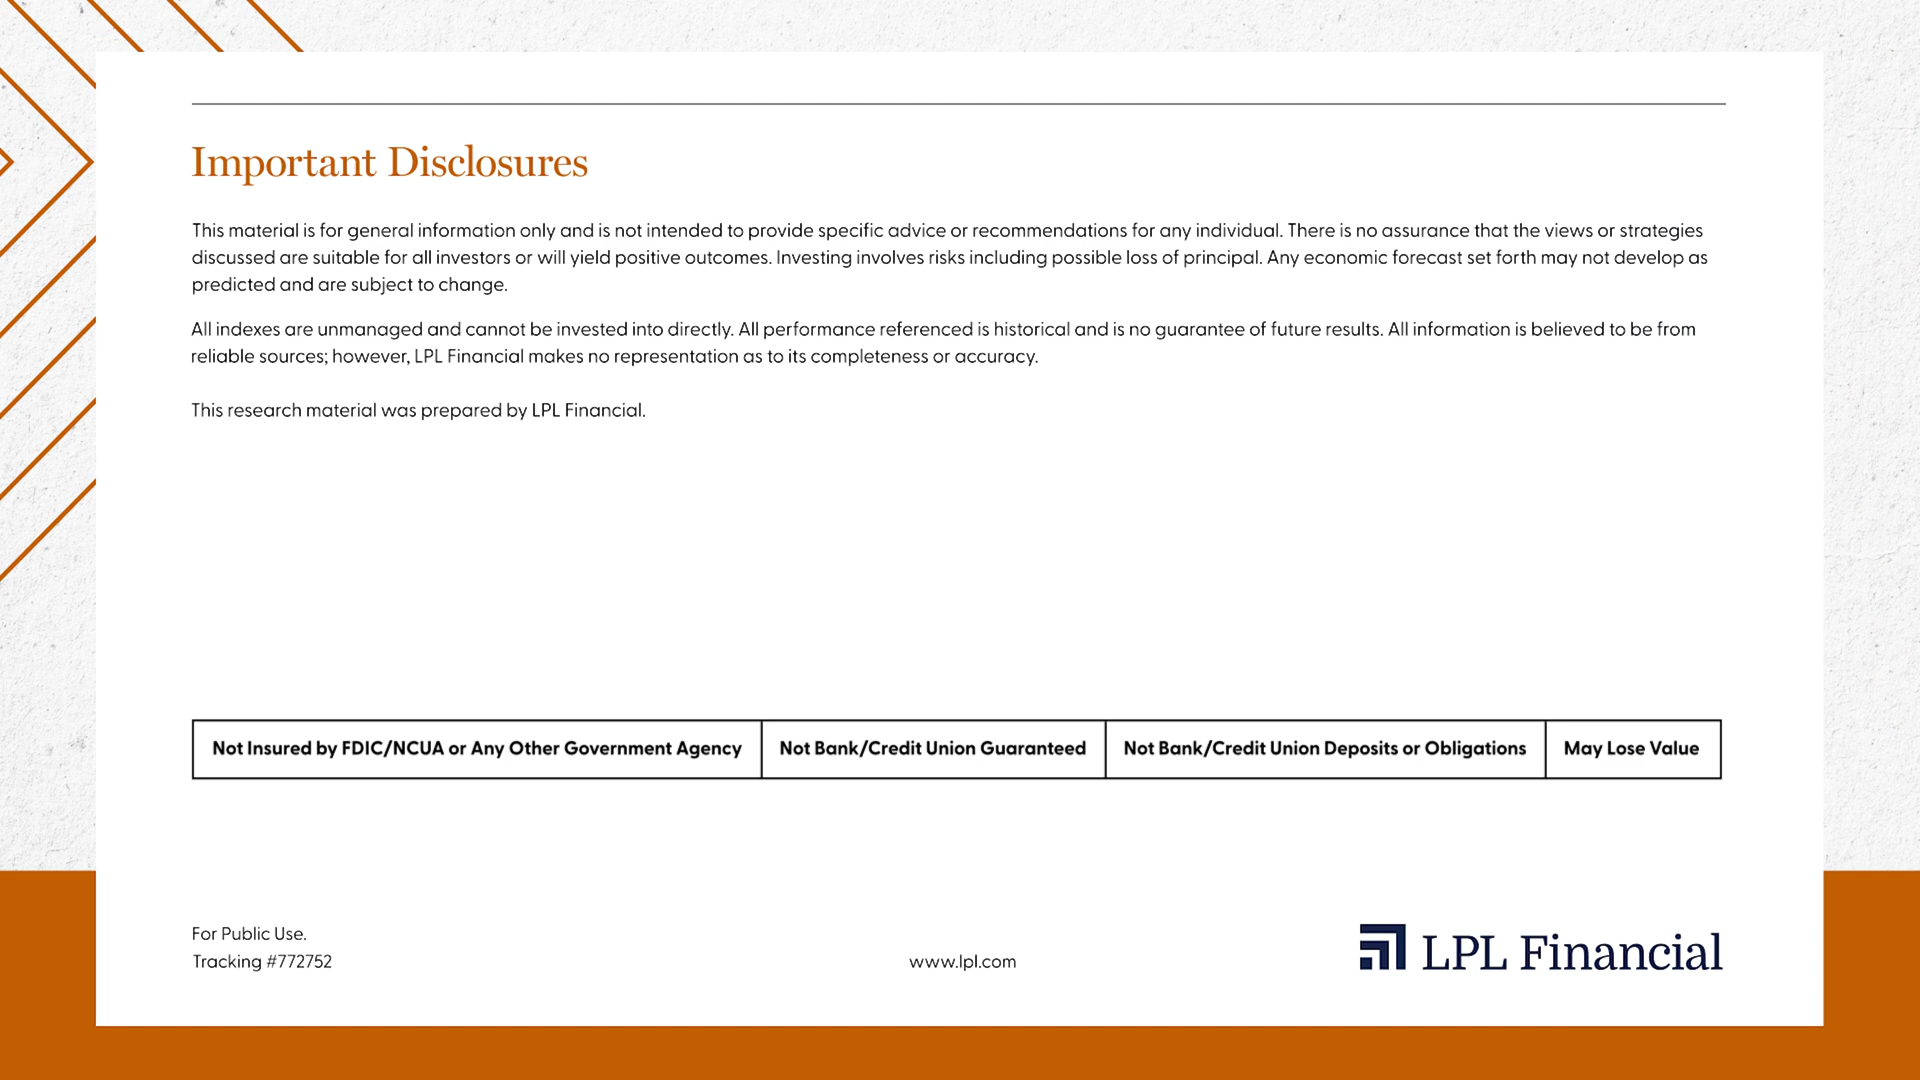 Important Disclosures
This material is for general information only and is not intended to provide specific advice or recommendations for any individual. There is no assurance that the views or strategies
discussed are suitable for all investors or will yield positive outcomes. Investing involves risks including possible loss of principal. Any economic forecast set forth may not develop as
predicted and are subject to change.
All indexes are unmanaged and cannot be invested into directly. All performance referenced is historical and is no guarantee of future results. All information is believed to be from
reliable sources; however, LPL Financial makes no representation as to its completeness or accuracy.
This research material was prepared by LPL Financial.
Not Insured by FDIC/NCUA or Any Other Government Agency
Not Bank/Credit Union Guaranteed
Not Bank/Credit Union Deposits or Obligations
May Lose Value
For Public Use.
Tracking #772752
www.lpl.com
LPL Financial